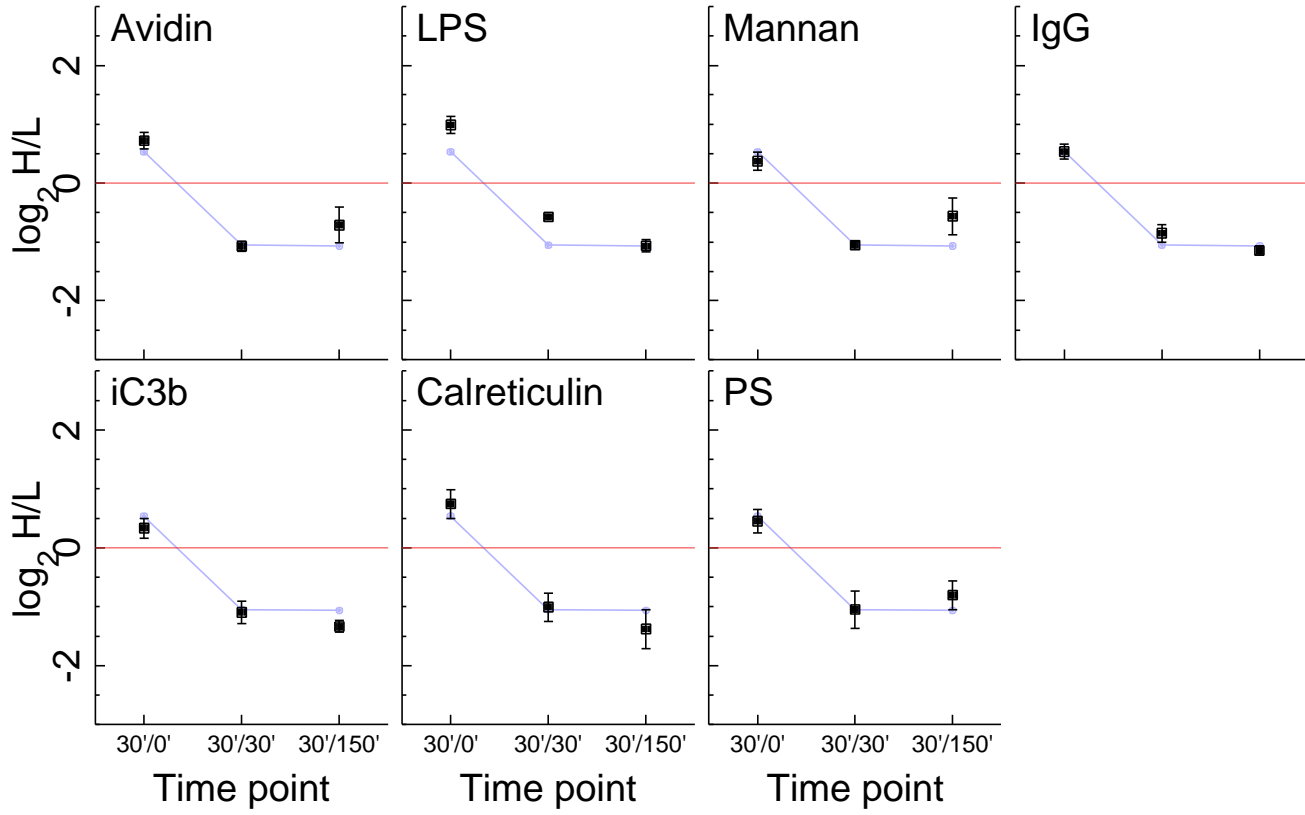 Avidin LPS Mannan IgG
2
0
-2
log2 H/L
iC3b Calreticulin PS
2
0
-2
log2 H/L
30'/0' 30'/30' 30'/150' 30'/0' 30'/30' 30'/150' 30'/0' 30'/30' 30'/150'
Time point Time point Time point